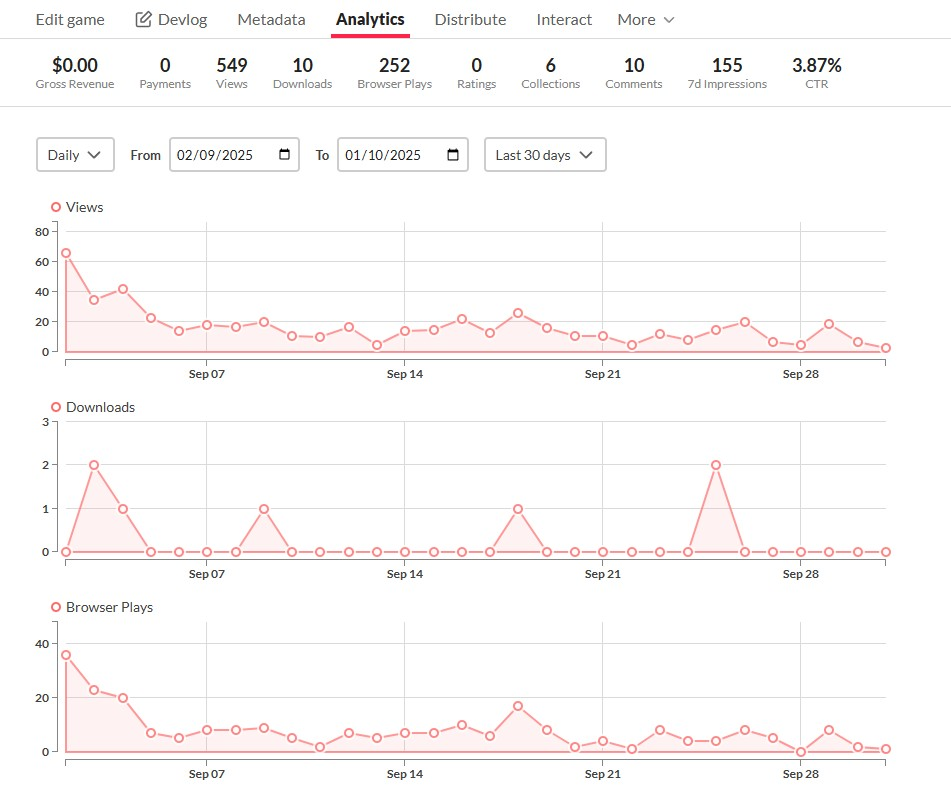 Edit game Devlog Metadata Analytics Distribute Interact More
$0.00 0 549 10 252 0 6 10 155 3.87%
Gross Revenue Payments Views Downloads Browser Plays Ratings Collections Comments 7d Impressions CTR
Daily From 02/09/2025 To 01/10/2025 Last 30 days
Views
80
60
40
20
0
Sep 07 Sep 14 Sep 21 Sep 28
Downloads
3
2
1
0
Sep 07 Sep 14 Sep 21 Sep 28
Browser Plays
40
20
0
Sep 07 Sep 14 Sep 21 Sep 28